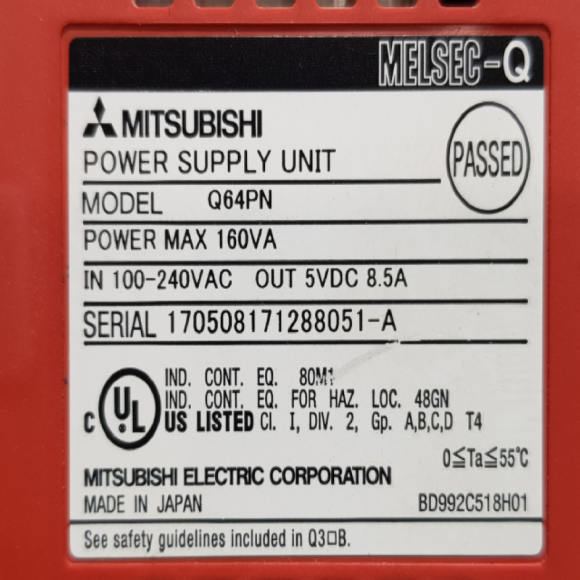 MELSEC-Q
MITSUBISHI
POWER SUPPLY UNIT
PASSED
MODEL Q64PN
POWER MAX 160VA
IN 100-240VAC OUT 5VDC 8.5A
SERIAL 170508171288051-A
IND. CONT. EQ. 80M1
IND. CONT. EQ. FOR HAZ. LOC. 48GN
C UL US LISTED Cl. I, DIV. 2, Gp. A,B,C,D T4
0≦Ta≦55℃
MITSUBISHI ELECTRIC CORPORATION
MADE IN JAPAN BD992C518H01
See safety guidelines included in Q3□B.